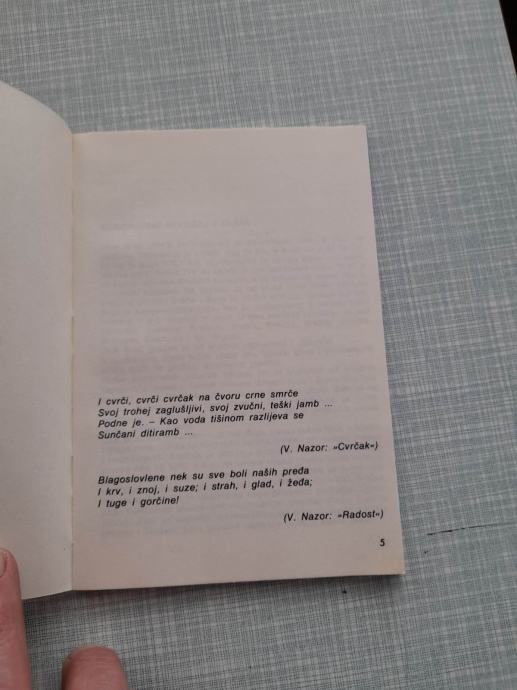 I cvrči, cvrči cvrčak na čvoru crne smrče
Svoj trohej zaglušljivi, svoj zvučni, teški jamb ...
Podne je. – Kao voda tišinom razlijeva se
Sunčani ditiramb ...
(V. Nazor: »Cvrčak«)
Blagoslovlene nek su sve boli naših pređa
I krv, i znoj, i suze; i strah, i glad, i žeđa;
I tuge i gorčine!
(V. Nazor: »Radost«)
5